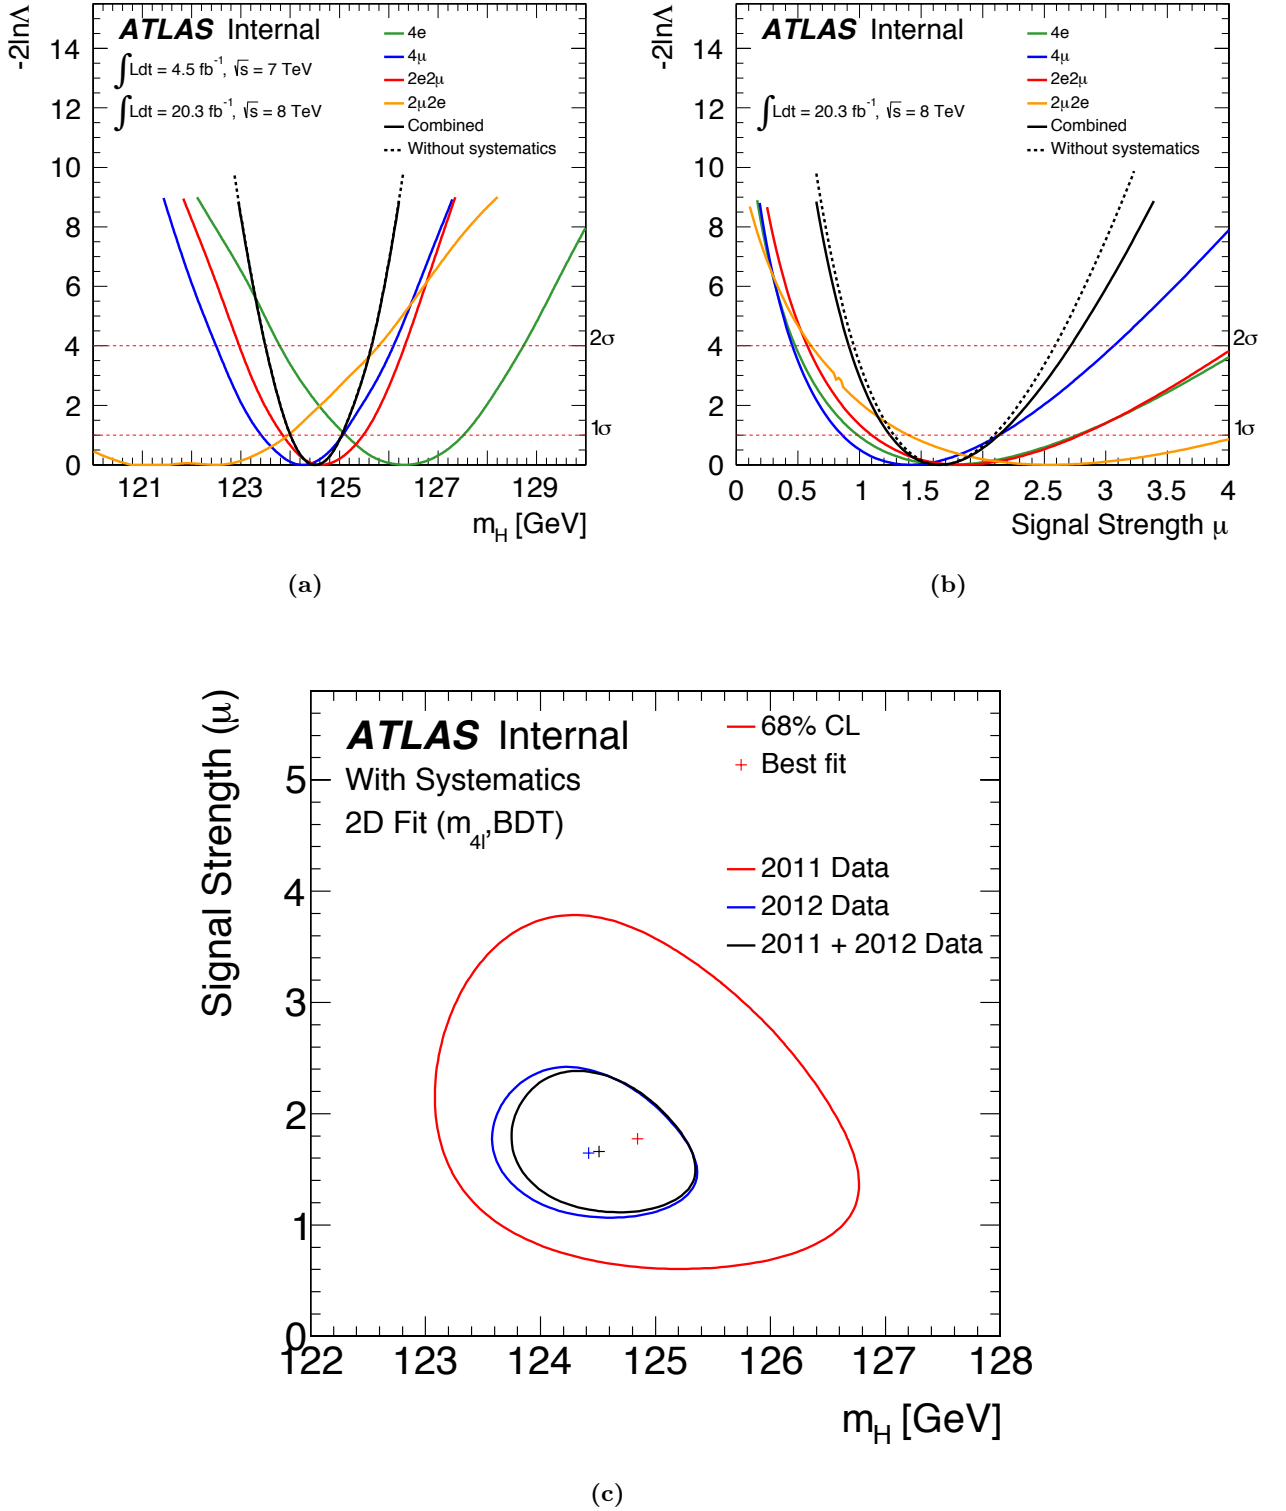 -2lnΛ
ATLAS Internal
∫Ldt = 4.5 fb⁻¹, √s = 7 TeV
∫Ldt = 20.3 fb⁻¹, √s = 8 TeV
4e
4μ
2e2μ
2μ2e
Combined
Without systematics
14
12
10
8
6
4
2
0
2σ
1σ
121 123 125 127 129
m_H [GeV]
(a)
-2lnΛ
ATLAS Internal
∫Ldt = 20.3 fb⁻¹, √s = 8 TeV
4e
4μ
2e2μ
2μ2e
Combined
Without systematics
14
12
10
8
6
4
2
0
2σ
1σ
0 0.5 1 1.5 2 2.5 3 3.5 4
Signal Strength μ
(b)
Signal Strength (μ)
ATLAS Internal
With Systematics
2D Fit (m_4l,BDT)
68% CL
Best fit
2011 Data
2012 Data
2011 + 2012 Data
5
4
3
2
1
0
122 123 124 125 126 127 128
m_H [GeV]
(c)